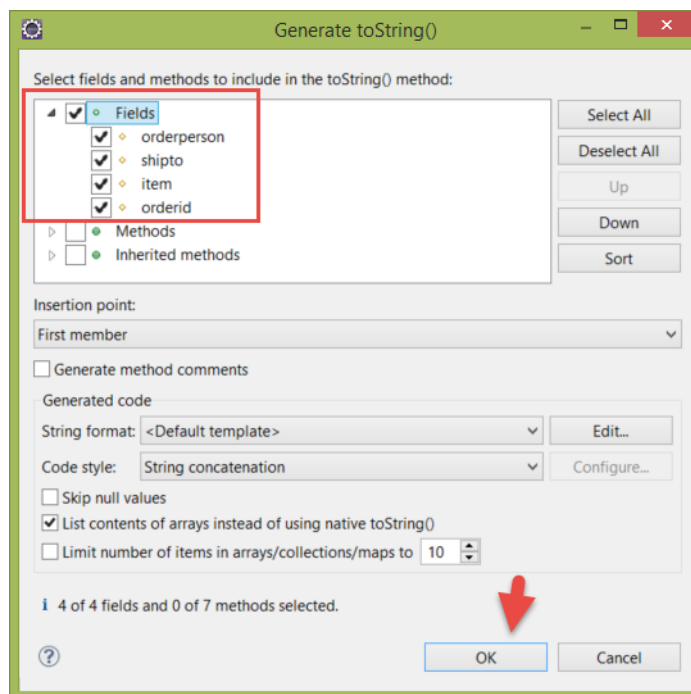 Generate toString()
Select fields and methods to include in the toString() method:
Fields
orderperson
shipto
item
orderid
Methods
Inherited methods
Select All
Deselect All
Up
Down
Sort
Insertion point:
First member
Generate method comments
Generated code
String format: <Default template> Edit...
Code style: String concatenation Configure...
Skip null values
List contents of arrays instead of using native toString()
Limit number of items in arrays/collections/maps to 10
4 of 4 fields and 0 of 7 methods selected.
OK Cancel